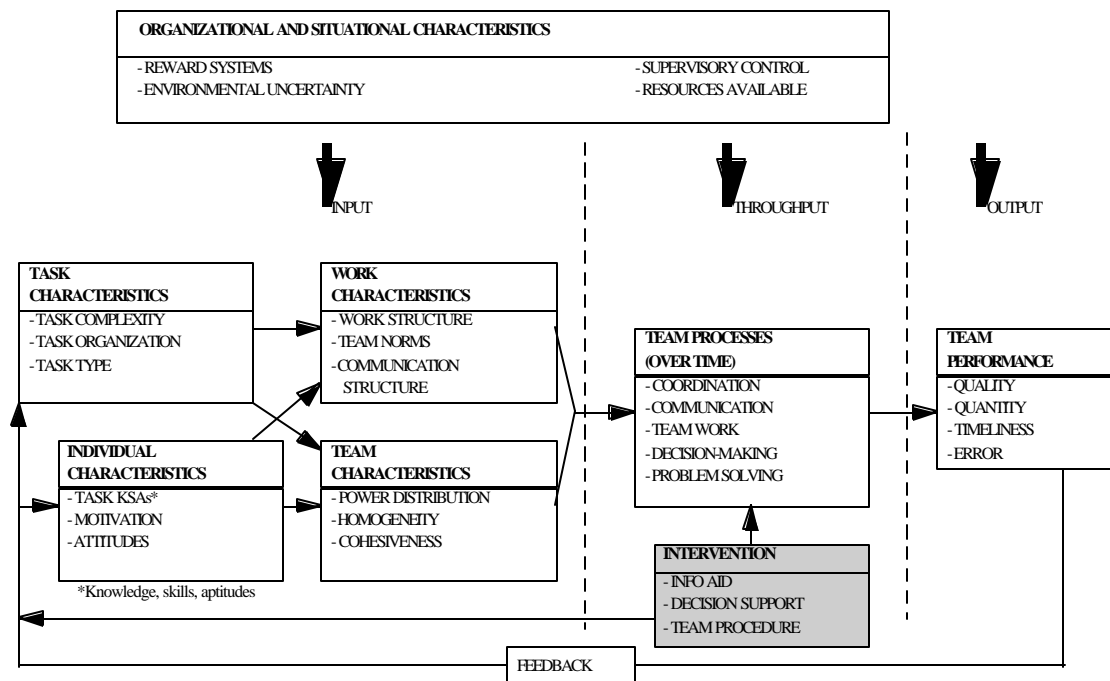 ORGANIZATIONAL AND SITUATIONAL CHARACTERISTICS
- REWARD SYSTEMS
- ENVIRONMENTAL UNCERTAINTY
- SUPERVISORY CONTROL
- RESOURCES AVAILABLE
INPUT
THROUGHPUT
OUTPUT
TASK
CHARACTERISTICS
- TASK COMPLEXITY
- TASK ORGANIZATION
- TASK TYPE
WORK
CHARACTERISTICS
- WORK STRUCTURE
- TEAM NORMS
- COMMUNICATION
STRUCTURE
INDIVIDUAL
CHARACTERISTICS
- TASK KSAs*
- MOTIVATION
- ATTITUDES
*Knowledge, skills, aptitudes
TEAM
CHARACTERISTICS
- POWER DISTRIBUTION
- HOMOGENEITY
- COHESIVENESS
TEAM PROCESSES
(OVER TIME)
- COORDINATION
- COMMUNICATION
- TEAM WORK
- DECISION-MAKING
- PROBLEM SOLVING
TEAM
PERFORMANCE
- QUALITY
- QUANTITY
- TIMELINESS
- ERROR
INTERVENTION
- INFO AID
- DECISION SUPPORT
- TEAM PROCEDURE
FEEDBACK